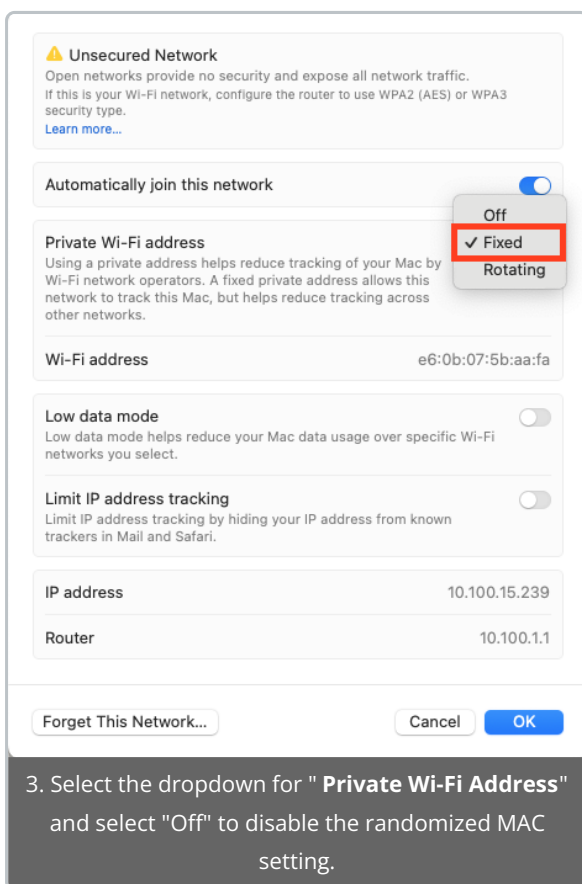 ⚠ Unsecured Network
Open networks provide no security and expose all network traffic.
If this is your Wi-Fi network, configure the router to use WPA2 (AES) or WPA3
security type.
Learn more...
Automatically join this network
Off
✓ Fixed
Rotating
Private Wi-Fi address
Using a private address helps reduce tracking of your Mac by
Wi-Fi network operators. A fixed private address allows this
network to track this Mac, but helps reduce tracking across
other networks.
Wi-Fi address e6:0b:07:5b:aa:fa
Low data mode
Low data mode helps reduce your Mac data usage over specific Wi-Fi
networks you select.
Limit IP address tracking
Limit IP address tracking by hiding your IP address from known
trackers in Mail and Safari.
IP address 10.100.15.239
Router 10.100.1.1
Forget This Network... Cancel OK
3. Select the dropdown for " Private Wi-Fi Address"
and select "Off" to disable the randomized MAC
setting.